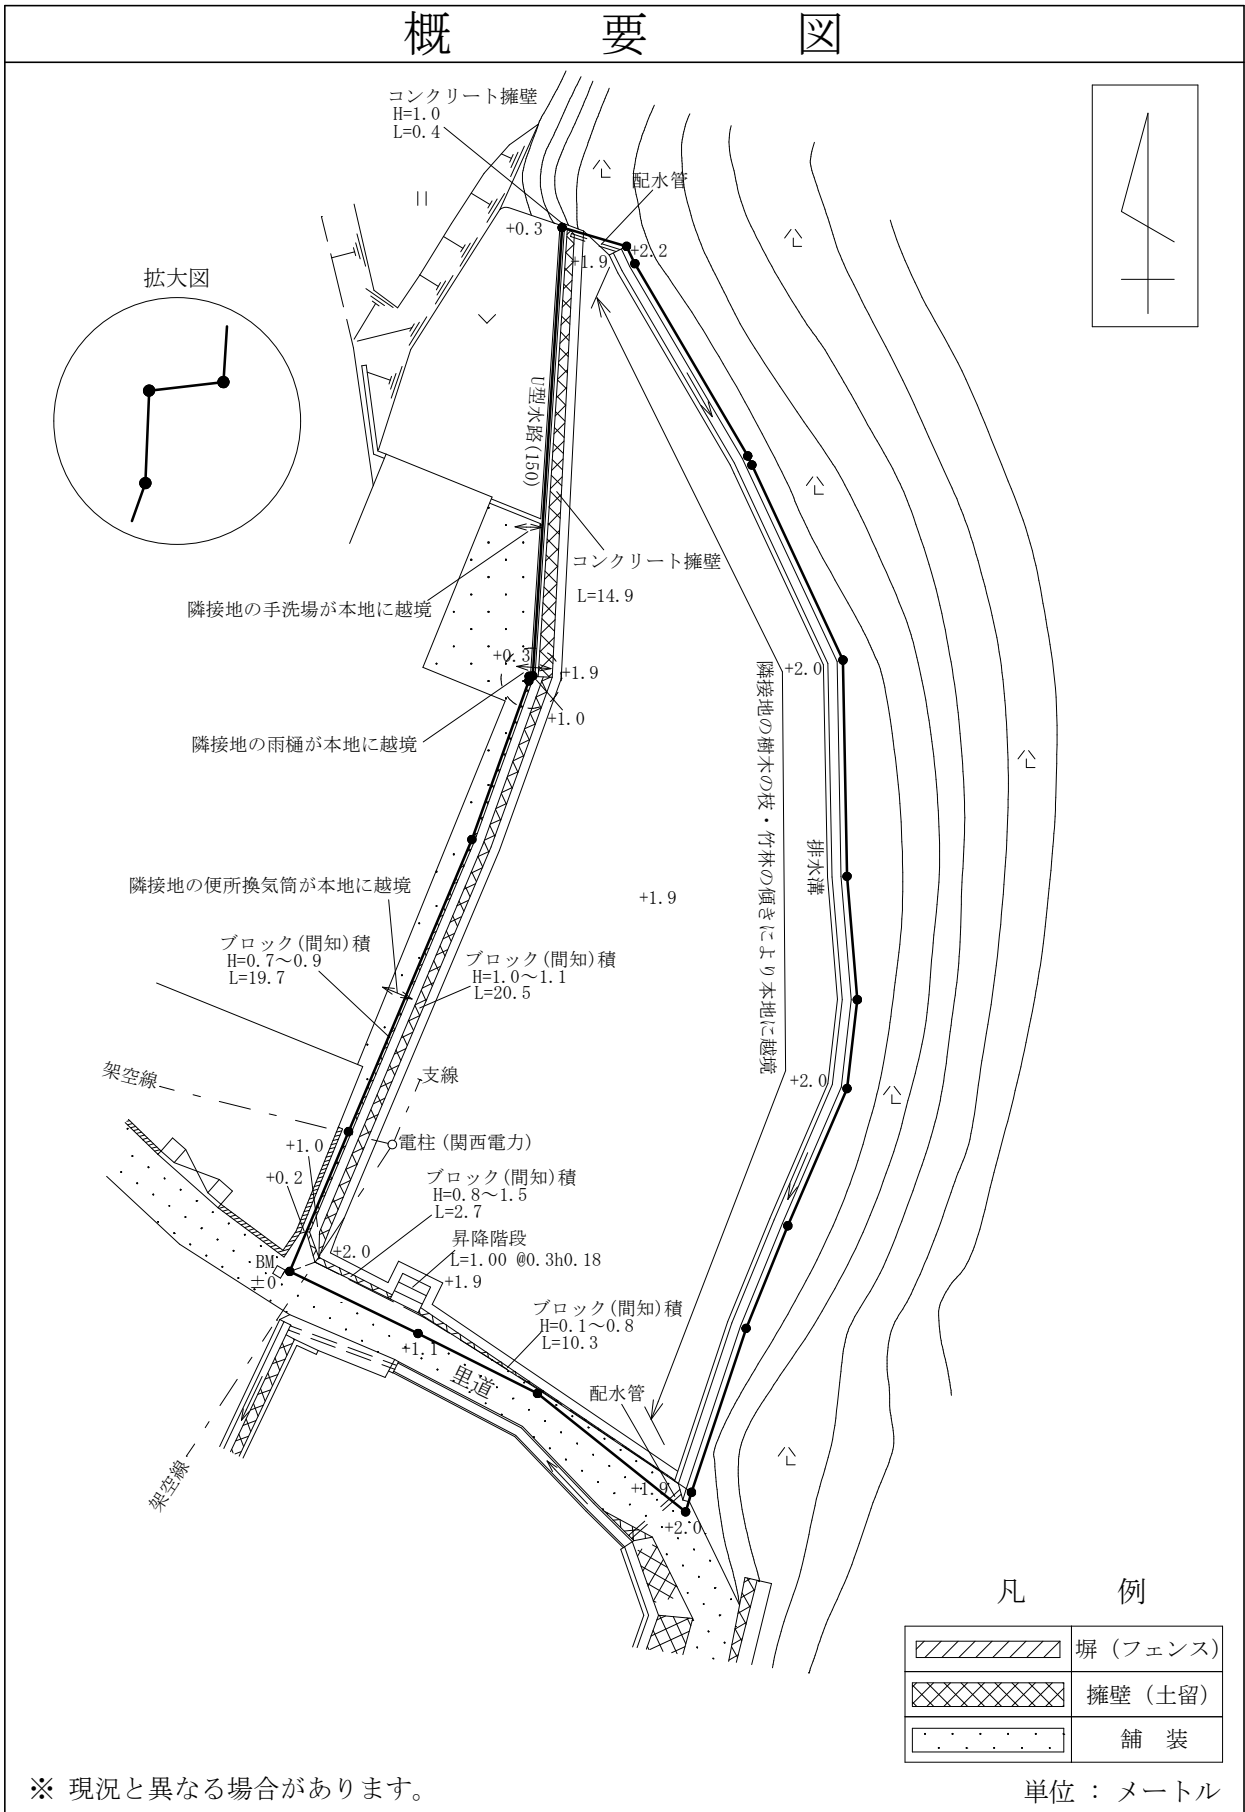 概要図
コンクリート擁壁
H=1.0
L=0.4
配水管
+0.3
+2.2
+1.9
拡大図
U型水路(150)
コンクリート擁壁
L=14.9
隣接地の手洗場が本地に越境
+0.3
+1.9
+2.0
+1.0
隣接地の雨樋が本地に越境
隣接地の樹木の枝・竹林の傾きにより本地に越境
排水溝
隣接地の便所換気筒が本地に越境
+1.9
ブロック(間知)積
H=0.7～0.9
L=19.7
ブロック(間知)積
H=1.0～1.1
L=20.5
架空線
支線
+2.0
電柱(関西電力)
+1.0
+0.2
ブロック(間知)積
H=0.8～1.5
L=2.7
昇降階段
L=1.00 @0.3h0.18
+2.0
BM
±0
+1.9
ブロック(間知)積
H=0.1～0.8
L=10.3
+1.1
里道
配水管
架空線
+1.9
+2.0
凡例
塀（フェンス）
擁壁（土留）
舗装
※ 現況と異なる場合があります。
単位 ： メートル